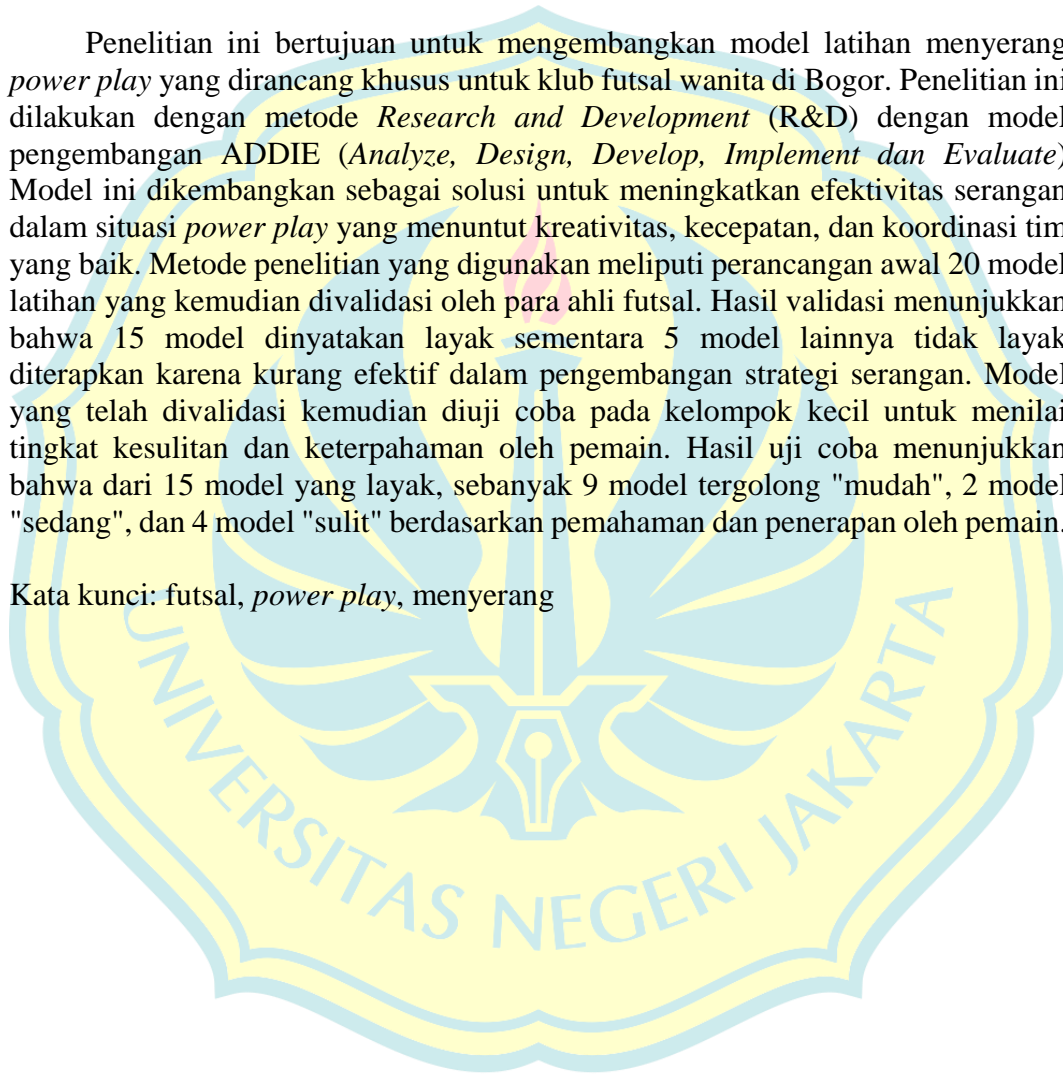 Penelitian ini bertujuan untuk mengembangkan model latihan menyerang
power play yang dirancang khusus untuk klub futsal wanita di Bogor. Penelitian ini
dilakukan dengan metode Research and Development (R&D) dengan model
pengembangan ADDIE (Analyze, Design, Develop, Implement dan Evaluate)
Model ini dikembangkan sebagai solusi untuk meningkatkan efektivitas serangan
dalam situasi power play yang menuntut kreativitas, kecepatan, dan koordinasi tim
yang baik. Metode penelitian yang digunakan meliputi perancangan awal 20 model
latihan yang kemudian divalidasi oleh para ahli futsal. Hasil validasi menunjukkan
bahwa 15 model dinyatakan layak sementara 5 model lainnya tidak layak
diterapkan karena kurang efektif dalam pengembangan strategi serangan. Model
yang telah divalidasi kemudian diuji coba pada kelompok kecil untuk menilai
tingkat kesulitan dan keterpahaman oleh pemain. Hasil uji coba menunjukkan
bahwa dari 15 model yang layak, sebanyak 9 model tergolong "mudah", 2 model
"sedang", dan 4 model "sulit" berdasarkan pemahaman dan penerapan oleh pemain.
Kata kunci: futsal, power play, menyerang
UNIVERSITAS NEGERI JAKARTA